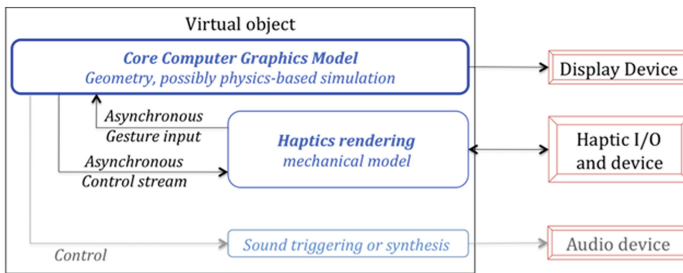 Virtual object
Core Computer Graphics Model
Geometry, possibly physics-based simulation
Display Device
Asynchronous
Gesture input
Haptics rendering
mechanical model
Haptic I/O
and device
Asynchronous
Control stream
Control
Sound triggering or synthesis
Audio device